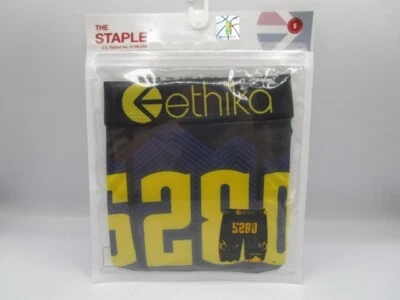 THE
STAPLE
S
ethika
5280
5280